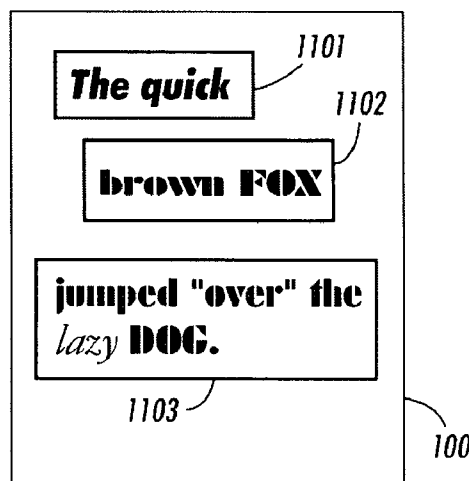 1101
The quick
1102
brown FOX
jumped "over" the
lazy DOG.
1103
100